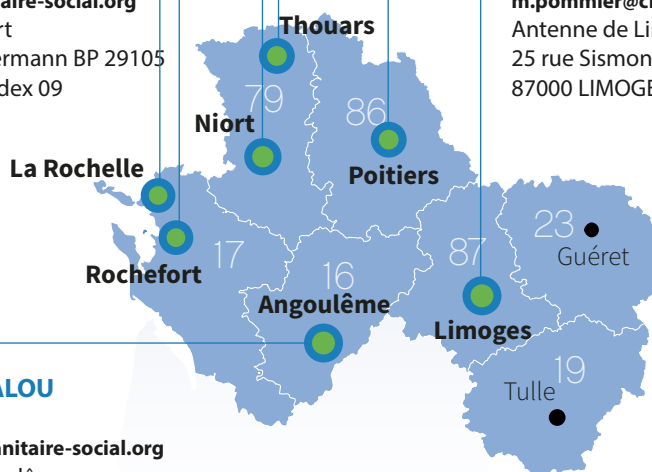 aire-social.org
rt
ermann BP 29105
dex 09
m.pommier@c
Antenne de Li
25 rue Sismon
87000 LIMOGE
Thouars
79
86
Niort
Poitiers
La Rochelle
23
Guéret
17
87
Rochefort
16
Angoulême
Limoges
19
Tulle
ALOU
nitaire-social.org